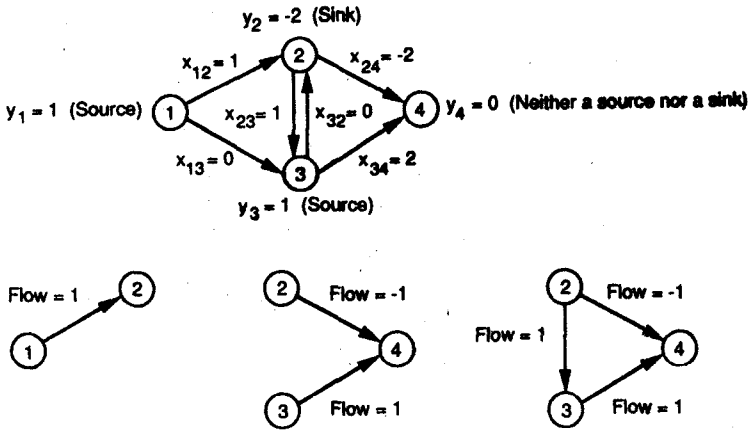 y2 = -2 (Sink)
x12 = 1
2
x24 = -2
y1 = 1 (Source)
1
x23 = 1
x32 = 0
4
y4 = 0 (Neither a source nor a sink)
x13 = 0
3
x34 = 2
y3 = 1 (Source)
Flow = 1
2
1
2
Flow = -1
4
3
Flow = 1
2
Flow = -1
Flow = 1
4
3
Flow = 1